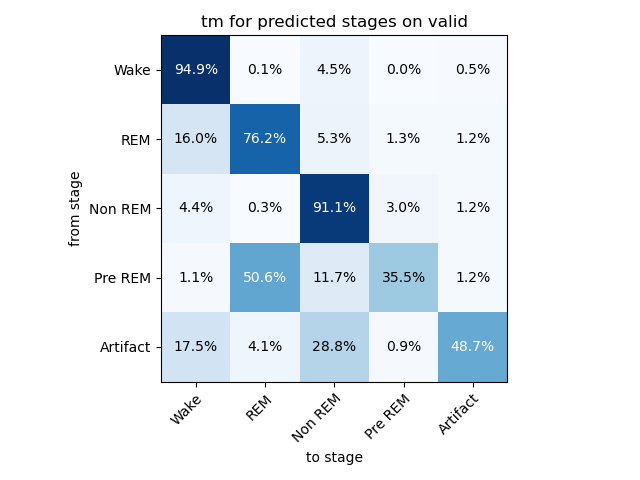 tm for predicted stages on valid
from stage
Wake 94.9% 0.1% 4.5% 0.0% 0.5%
REM 16.0% 76.2% 5.3% 1.3% 1.2%
Non REM 4.4% 0.3% 91.1% 3.0% 1.2%
Pre REM 1.1% 50.6% 11.7% 35.5% 1.2%
Artifact 17.5% 4.1% 28.8% 0.9% 48.7%
Wake REM Non REM Pre REM Artifact
to stage